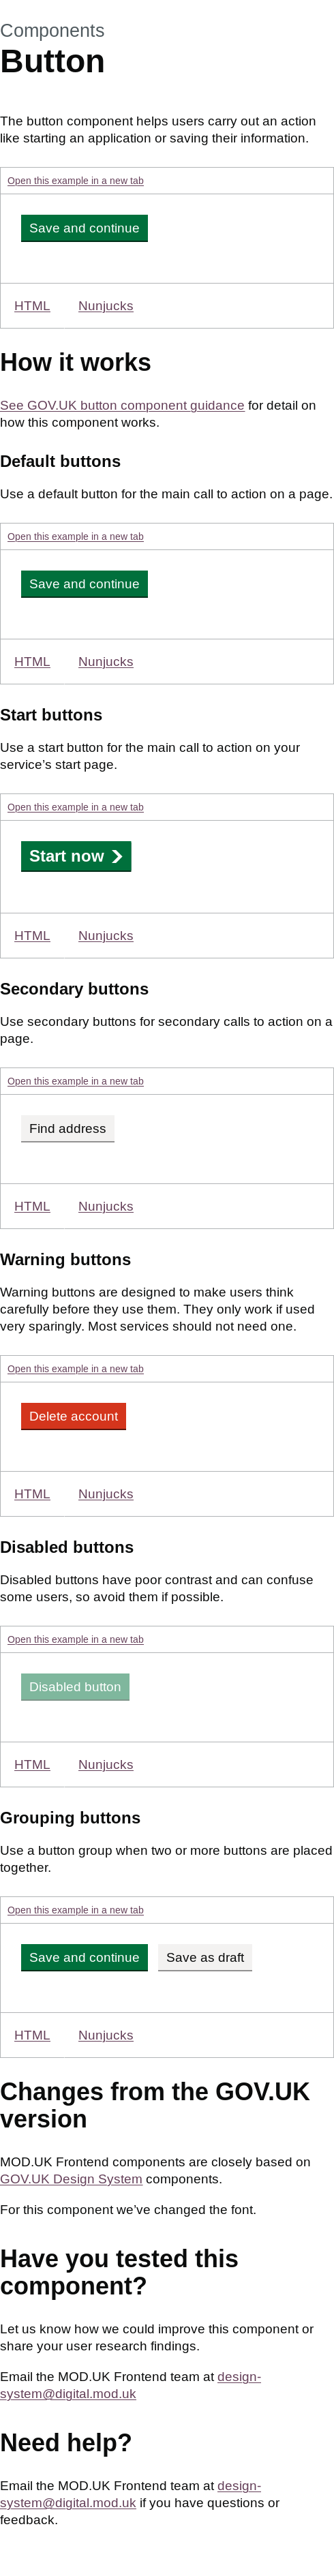 Components
Button
The button component helps users carry out an action
like starting an application or saving their information.
Open this example in a new tab
Save and continue
HTML Nunjucks
How it works
See GOV.UK button component guidance for detail on
how this component works.
Default buttons
Use a default button for the main call to action on a page.
Open this example in a new tab
Save and continue
HTML Nunjucks
Start buttons
Use a start button for the main call to action on your
service’s start page.
Open this example in a new tab
Start now
HTML Nunjucks
Secondary buttons
Use secondary buttons for secondary calls to action on a
page.
Open this example in a new tab
Find address
HTML Nunjucks
Warning buttons
Warning buttons are designed to make users think
carefully before they use them. They only work if used
very sparingly. Most services should not need one.
Open this example in a new tab
Delete account
HTML Nunjucks
Disabled buttons
Disabled buttons have poor contrast and can confuse
some users, so avoid them if possible.
Open this example in a new tab
Disabled button
HTML Nunjucks
Grouping buttons
Use a button group when two or more buttons are placed
together.
Open this example in a new tab
Save and continue Save as draft
HTML Nunjucks
Changes from the GOV.UK
version
MOD.UK Frontend components are closely based on
GOV.UK Design System components.
For this component we’ve changed the font.
Have you tested this
component?
Let us know how we could improve this component or
share your user research findings.
Email the MOD.UK Frontend team at design-
system@digital.mod.uk
Need help?
Email the MOD.UK Frontend team at design-
system@digital.mod.uk if you have questions or
feedback.